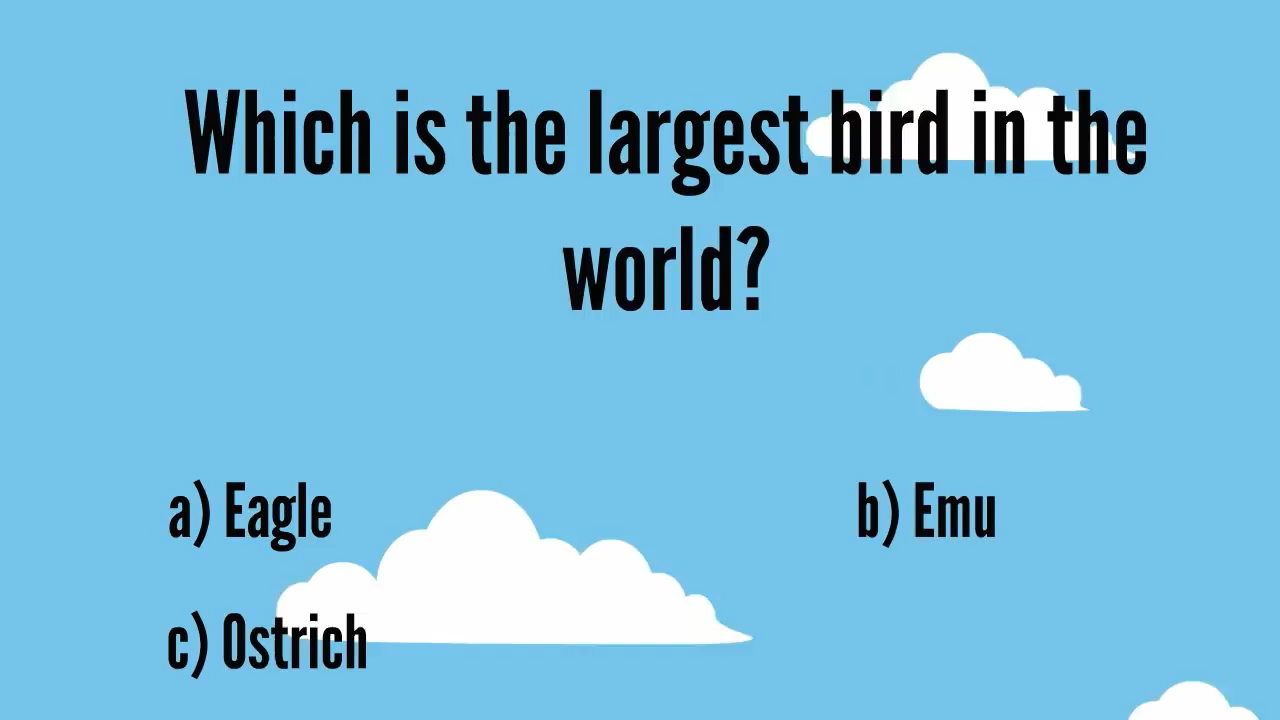 Which is the largest bird in the
world?
a) Eagle
b) Emu
c) Ostrich